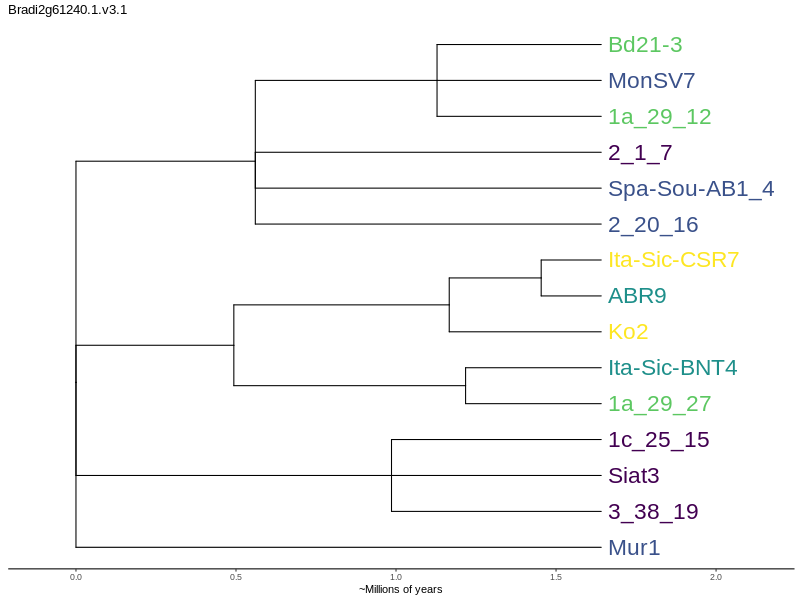 Bradi2g61240.1.v3.1
Bd21-3
MonSV7
1a_29_12
2_1_7
Spa-Sou-AB1_4
2_20_16
Ita-Sic-CSR7
ABR9
Ko2
Ita-Sic-BNT4
1a_29_27
1c_25_15
Siat3
3_38_19
Mur1
0.0 0.5 1.0 1.5 2.0
~Millions of years